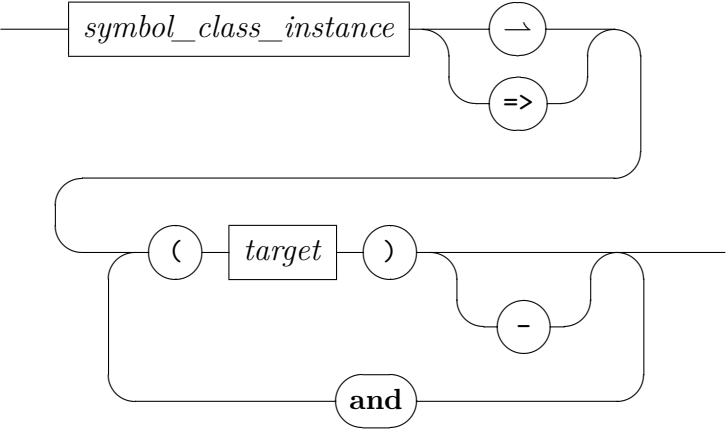 symbol_class_instance ⇀
=>
( target )
-
and